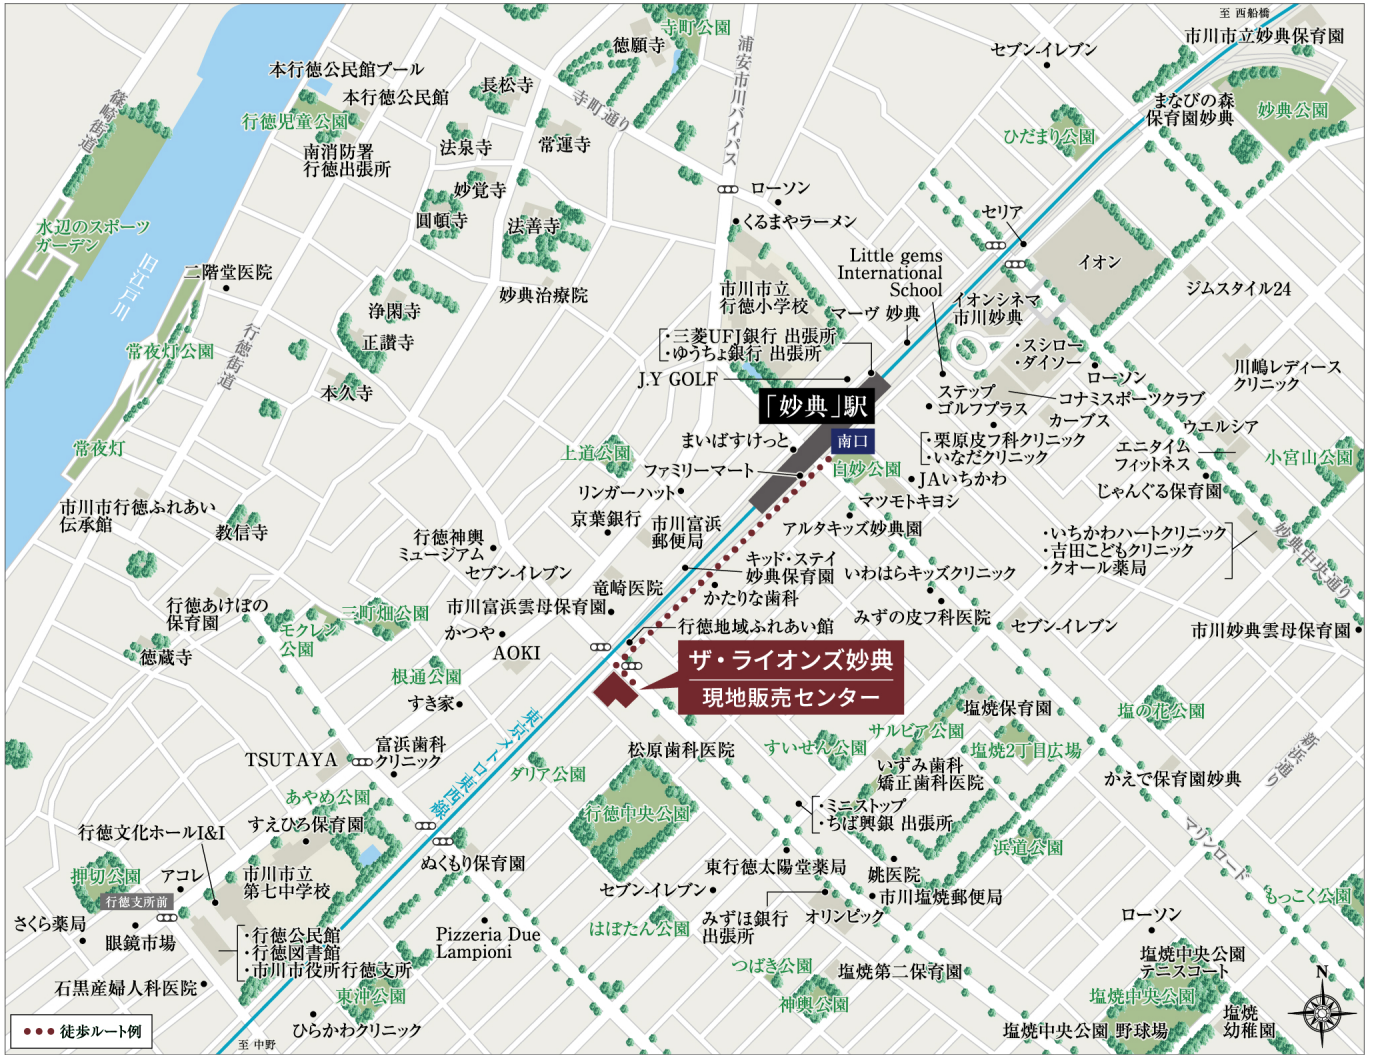 至 西船橋
寺町公園
徳願寺
浦安市川バイパス
セブン-イレブン
市川市立妙典保育園
本行徳公民館プール
長松寺
本行徳公民館
寺町通り
まなびの森
保育園妙典
妙典公園
篠崎街道
行徳児童公園
南消防署
行徳出張所
法泉寺
常運寺
ひだまり公園
妙覚寺
ローソン
圓頓寺
法善寺
くるまやラーメン
セリア
水辺のスポーツ
ガーデン
旧江戸川
二階堂医院
妙典治療院
市川市立
行徳小学校
Little gems
International
School
イオン
ジムスタイル24
浄閑寺
正讃寺
マーヴ 妙典
イオンシネマ
市川妙典
行徳街道
常夜灯公園
・三菱UFJ銀行 出張所
・ゆうちょ銀行 出張所
・スシロー
・ダイソー
川嶋レディース
クリニック
J.Y GOLF
ローソン
本久寺
「妙典」駅
南口
ステップ
ゴルフプラス
コナミスポーツクラブ
カーブス
常夜灯
上道公園
まいばすけっと
ファミリーマート
白妙公園
・栗原皮フ科クリニック
・いなだクリニック
ウエルシア
エニタイム
フィットネス
小宮山公園
リンガーハット
JAいちかわ
じゃんぐる保育園
マツモトキヨシ
市川市行徳ふれあい
伝承館
教信寺
京葉銀行
市川富浜
郵便局
アルタキッズ妙典園
行徳神輿
ミュージアム
セブン-イレブン
キッド・ステイ
妙典保育園
いわはらキッズクリニック
・いちかわハートクリニック
・吉田こどもクリニック
・クオール薬局
妙典中央通り
竜崎医院
かたりな歯科
行徳あけぼの
保育園
モクレン
公園
三町畑公園
市川富浜雲母保育園
みずの皮フ科医院
かつや
行徳地域ふれあい館
セブン-イレブン
市川妙典雲母保育園
徳蔵寺
AOKI
根通公園
ザ・ライオンズ妙典
現地販売センター
すき家
東京メトロ東西線
塩焼保育園
塩の花公園
サルビア公園
新浜通り
TSUTAYA
富浜歯科
クリニック
松原歯科医院
すいせん公園
塩焼2丁目広場
ダリア公園
いずみ歯科
矯正歯科医院
かえで保育園妙典
あやめ公園
すえひろ保育園
行徳中央公園
・ミニストップ
・ちば興銀 出張所
行徳文化ホールI&I
浜道公園
マリンロード
押切公園
アコレ
市川市立
第七中学校
ぬくもり保育園
東行徳太陽堂薬局
姚医院
セブン-イレブン
市川塩焼郵便局
もっこく公園
行徳支所前
さくら薬局
眼鏡市場
みずほ銀行
出張所
オリンピック
ローソン
はぼたん公園
Pizzeria Due
Lampioni
・行徳公民館
・行徳図書館
・市川市役所行徳支所
つばき公園
塩焼第二保育園
塩焼中央公園
テニスコート
石黒産婦人科医院
東沖公園
神輿公園
塩焼中央公園
N
塩焼
幼稚園
徒歩ルート例
ひらかわクリニック
塩焼中央公園 野球場
至 中野